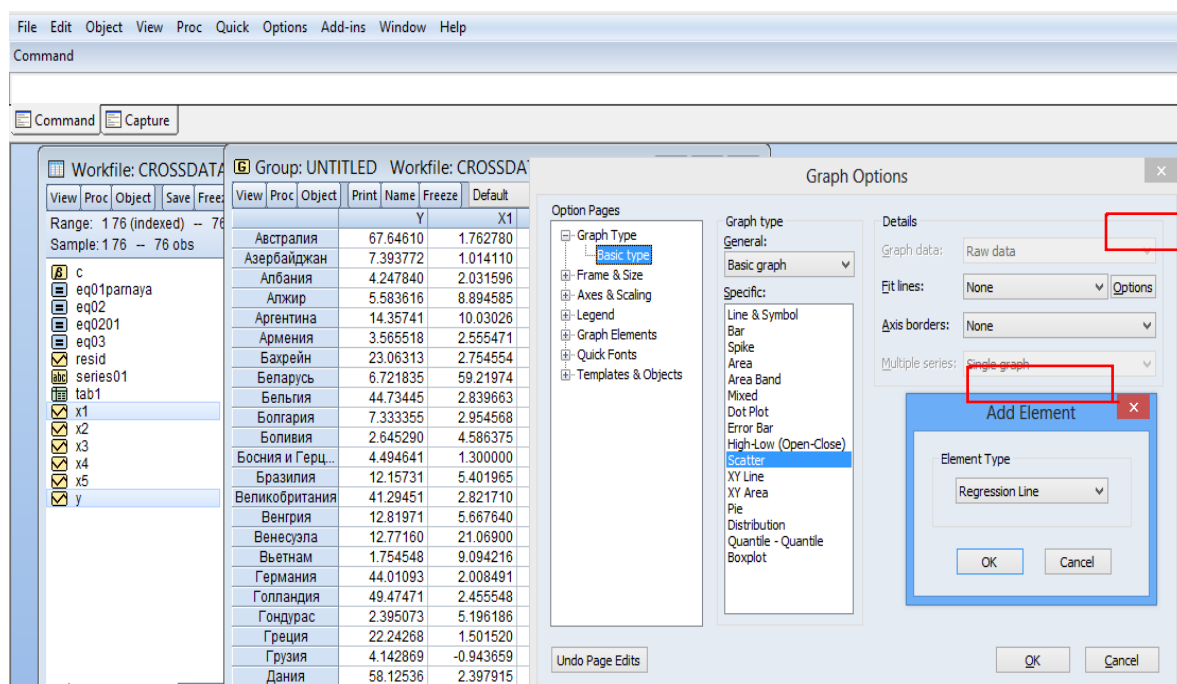 File Edit Object View Proc Quick Options Add-ins Window Help
Command
Command Capture
Workfile: CROSSDATA
View Proc Object Save
Range: 1 76 (indexed) -- 76
Sample: 1 76 -- 76 obs
c
eq01parnaya
eq02
eq0201
eq03
resid
series01
tab1
x1
x2
x3
x4
x5
y
Group: UNTITLED Workfile: CROSSDA
View Proc Object Print Name Freeze Default
Y X1
Австралия 67.64610 1.762780
Азербайджан 7.393772 1.014110
Албания 4.247840 2.031596
Алжир 5.583616 8.894585
Аргентина 14.35741 10.03026
Армения 3.565518 2.555471
Бахрейн 23.06313 2.754554
Беларусь 6.721835 59.21974
Бельгия 44.73445 2.839663
Болгария 7.333355 2.954568
Боливия 2.645290 4.586375
Босния и Герц... 4.494641 1.300000
Бразилия 12.15731 5.401965
Великобритания 41.29451 2.821710
Венгрия 12.81971 5.667640
Венесуэла 12.77160 21.06900
Вьетнам 1.754548 9.094216
Германия 44.01093 2.008491
Голландия 49.47471 2.455548
Гондурас 2.395073 5.196186
Греция 22.24268 1.501520
Грузия 4.142869 -0.943659
Дания 58.12536 2.397915
Graph Options
Option Pages
Graph Type
Basic type
Frame & Size
Axes & Scaling
Legend
Graph Elements
Quick Fonts
Templates & Objects
Undo Page Edits
Graph type
General:
Basic graph
Specific:
Line & Symbol
Bar
Spike
Area
Area Band
Mixed
Dot Plot
Error Bar
High-Low (Open-Close)
Scatter
XY Line
XY Area
Pie
Distribution
Quantile - Quantile
Boxplot
Details
Graph data: Raw data
Fit lines: None Options
Axis borders: None
Multiple series: Single graph
Add Element
Element Type
Regression Line
OK Cancel
OK Cancel